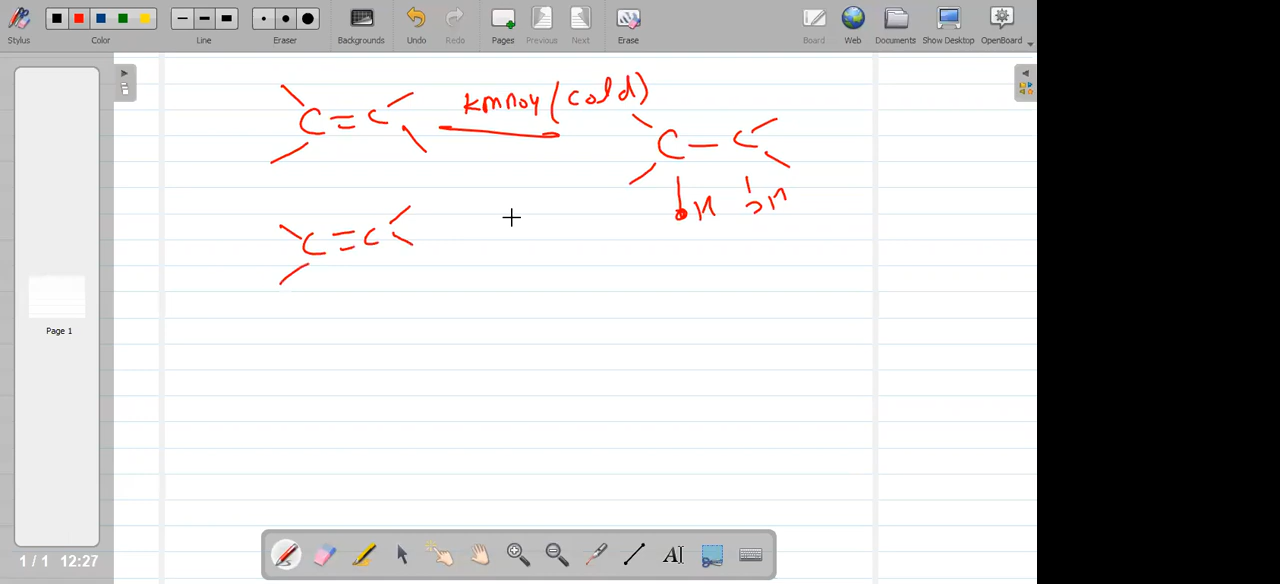 Stylus Color Line Eraser Backgrounds Undo Redo Pages Previous Next Erase Board Web Documents Show Desktop OpenBoard
C = C kmno4 (cold) C — C
OH OH
C = C
Page 1
1 / 1 12:27